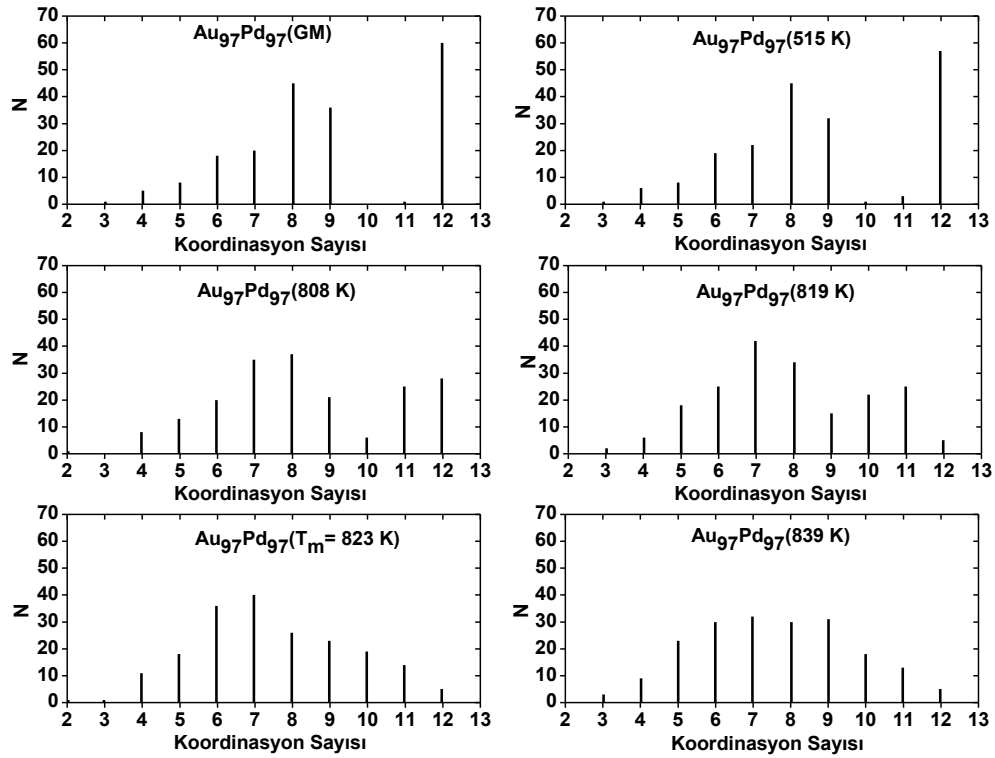 Au97Pd97(GM)
70
60
50
40
30
20
10
0
N
2 3 4 5 6 7 8 9 10 11 12 13
Koordinasyon Sayısı
Au97Pd97(515 K)
70
60
50
40
30
20
10
0
N
2 3 4 5 6 7 8 9 10 11 12 13
Koordinasyon Sayısı
Au97Pd97(808 K)
70
60
50
40
30
20
10
0
N
2 3 4 5 6 7 8 9 10 11 12 13
Koordinasyon Sayısı
Au97Pd97(819 K)
70
60
50
40
30
20
10
0
N
2 3 4 5 6 7 8 9 10 11 12 13
Koordinasyon Sayısı
Au97Pd97(Tm= 823 K)
70
60
50
40
30
20
10
0
N
2 3 4 5 6 7 8 9 10 11 12 13
Koordinasyon Sayısı
Au97Pd97(839 K)
70
60
50
40
30
20
10
0
N
2 3 4 5 6 7 8 9 10 11 12 13
Koordinasyon Sayısı